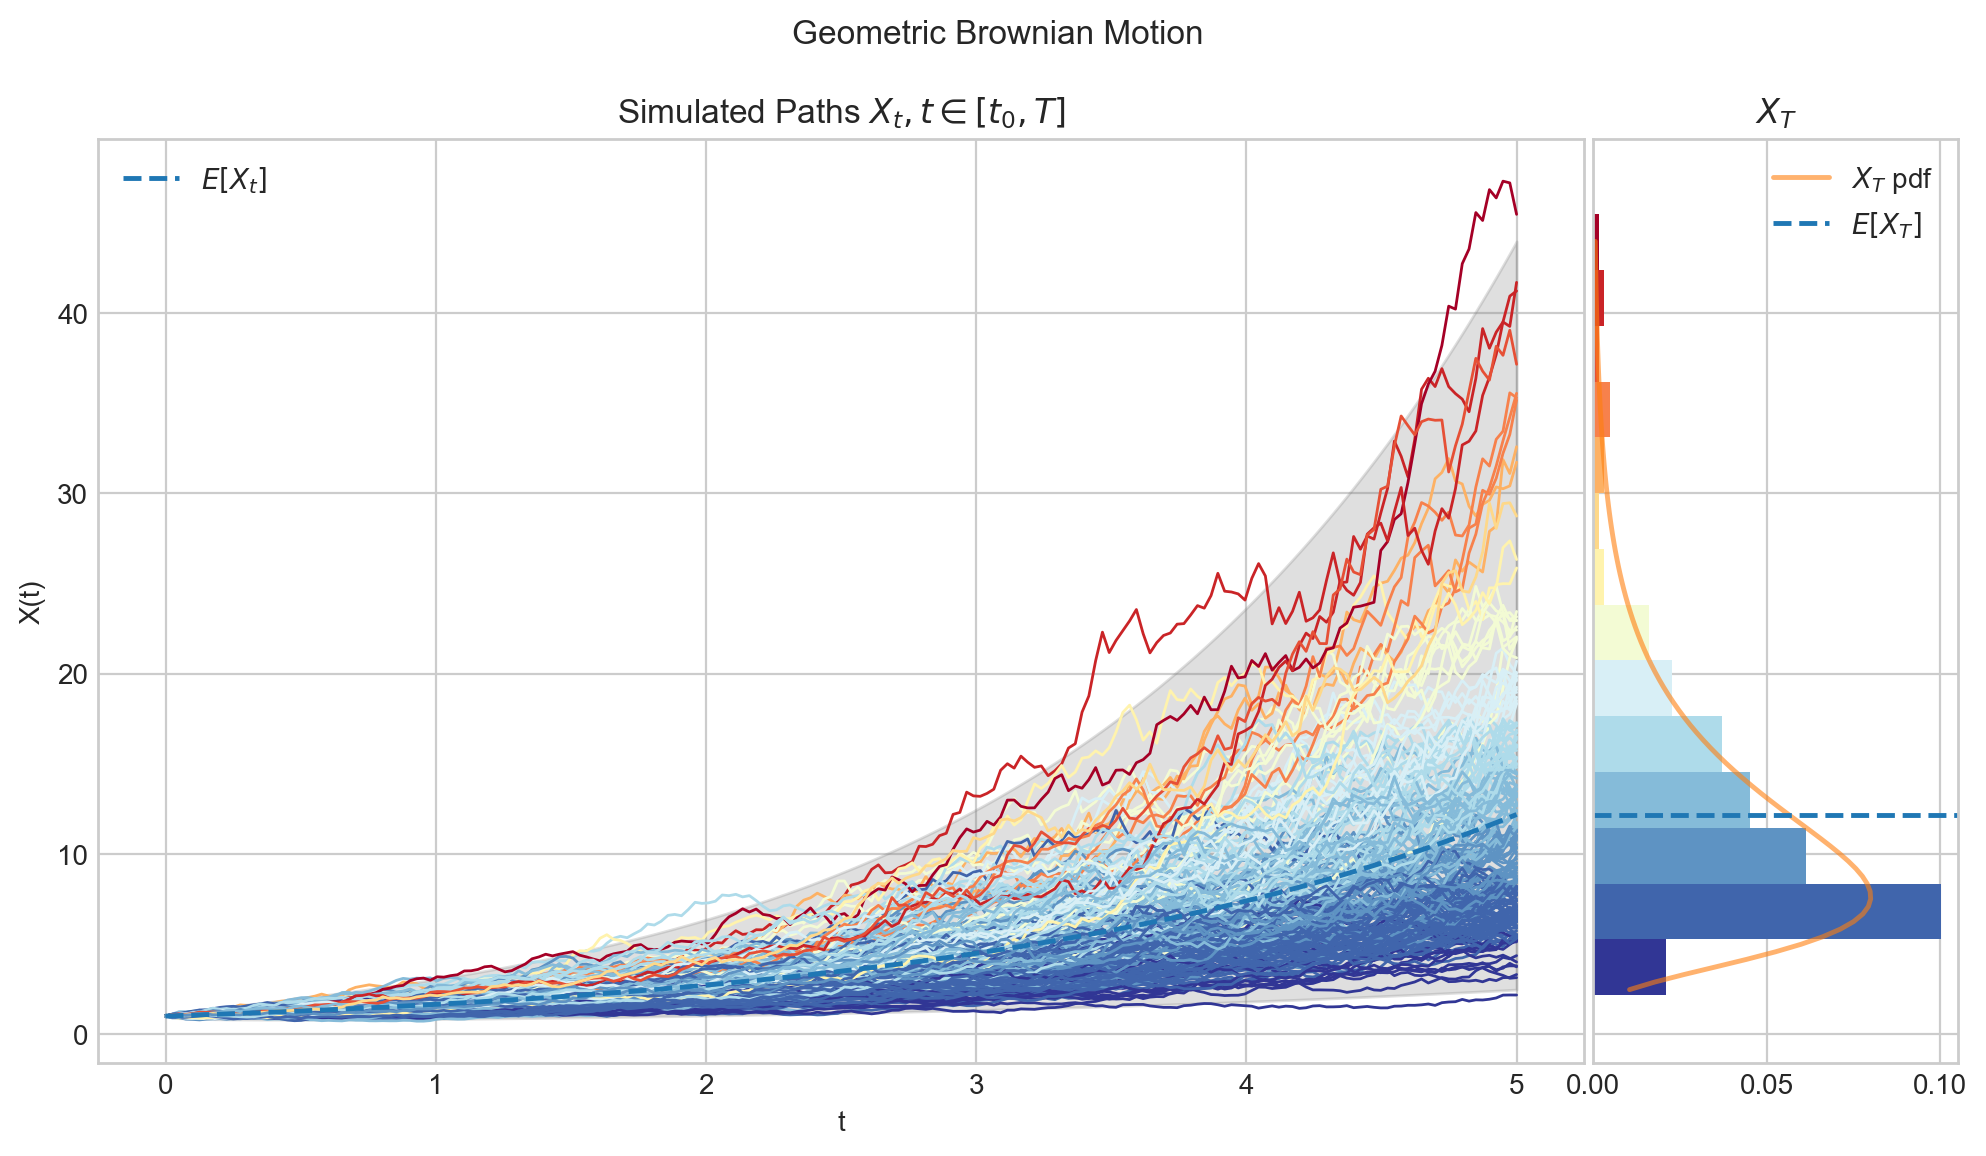 Geometric Brownian Motion
Simulated Paths X_t, t ∈ [t_0, T]
X_T
E[X_t]
X_T pdf
E[X_T]
X(t)
40
30
20
10
0
0 1 2 3 4 5 0.00 0.05 0.10
t